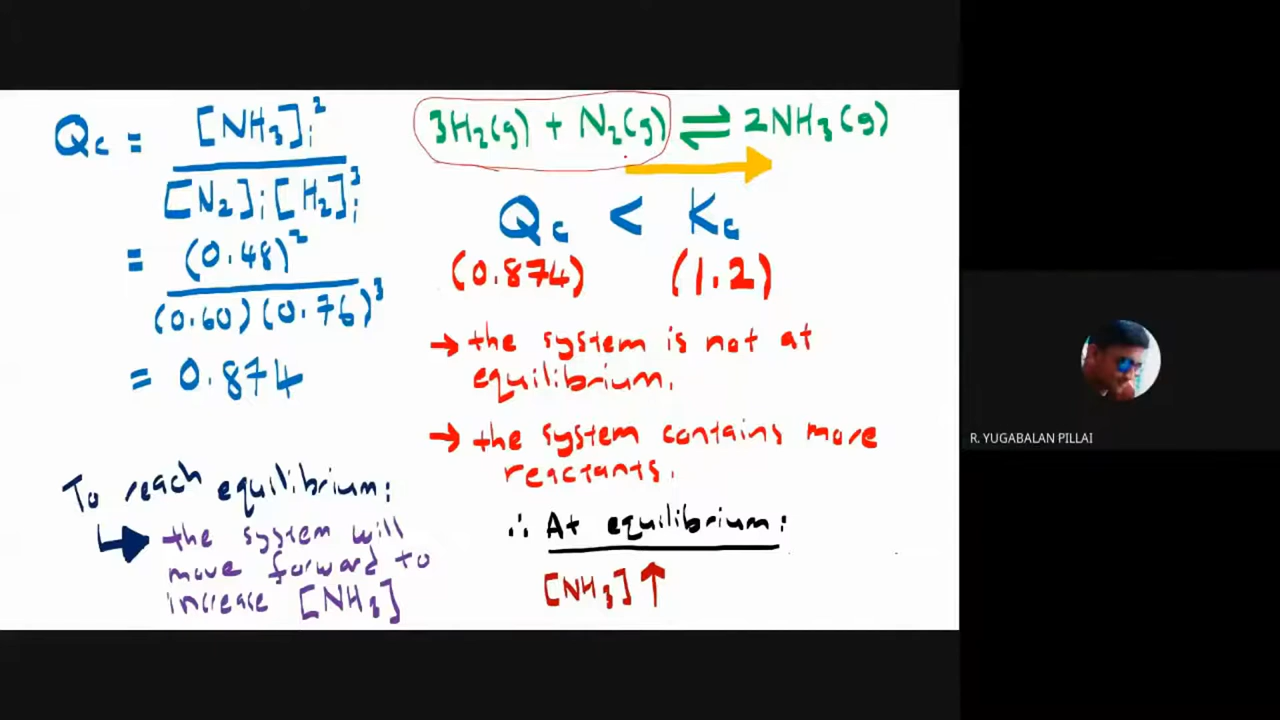 Qc = [NH₃]ᵢ²
[N₂]ᵢ[H₂]ᵢ³
= (0.48)²
(0.60)(0.76)³
= 0.874
To reach equilibrium:
the system will
move forward to
increase [NH₃]
3H₂(g) + N₂(g) ⇌ 2NH₃(g)
Qc < Kc
(0.874) (1.2)
→ the system is not at
equilibrium.
→ the system contains more
reactants.
∴ At equilibrium:
[NH₃]↑
R. YUGABALAN PILLAI